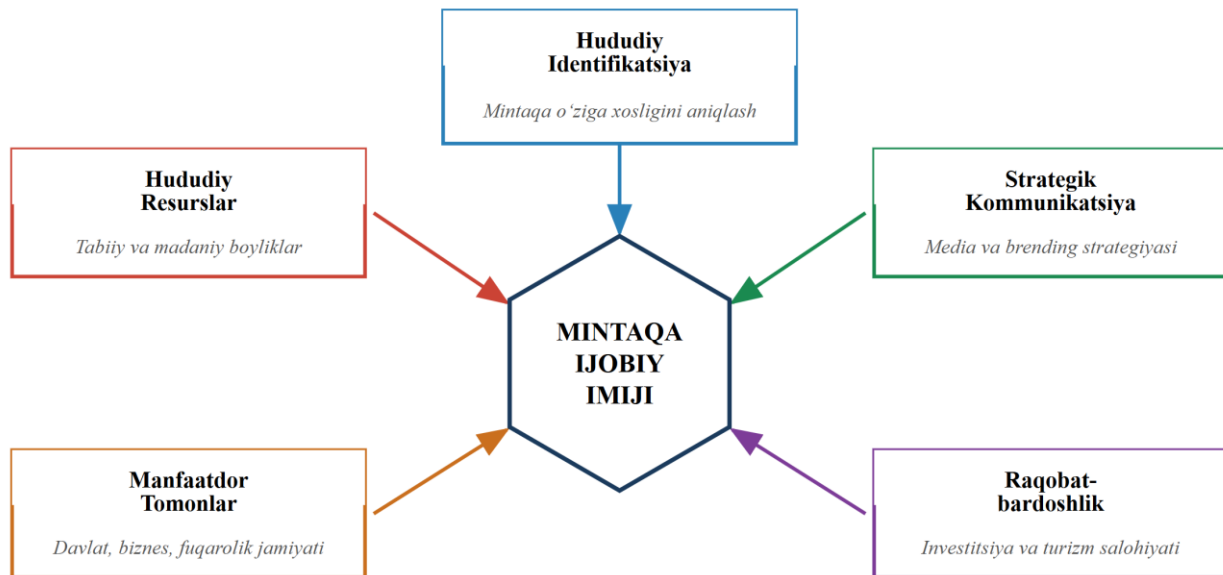 Hududiy
Identifikatsiya
Mintaqa o‘ziga xosligini aniqlash
Hududiy
Resurslar
Tabiiy va madaniy boyliklar
Strategik
Kommunikatsiya
Media va brending strategiyasi
MINTAQA
IJOBIY
IMIJI
Manfaatdor
Tomonlar
Davlat, biznes, fuqarolik jamiyati
Raqobat-
bardoshlik
Investitsiya va turizm salohiyati